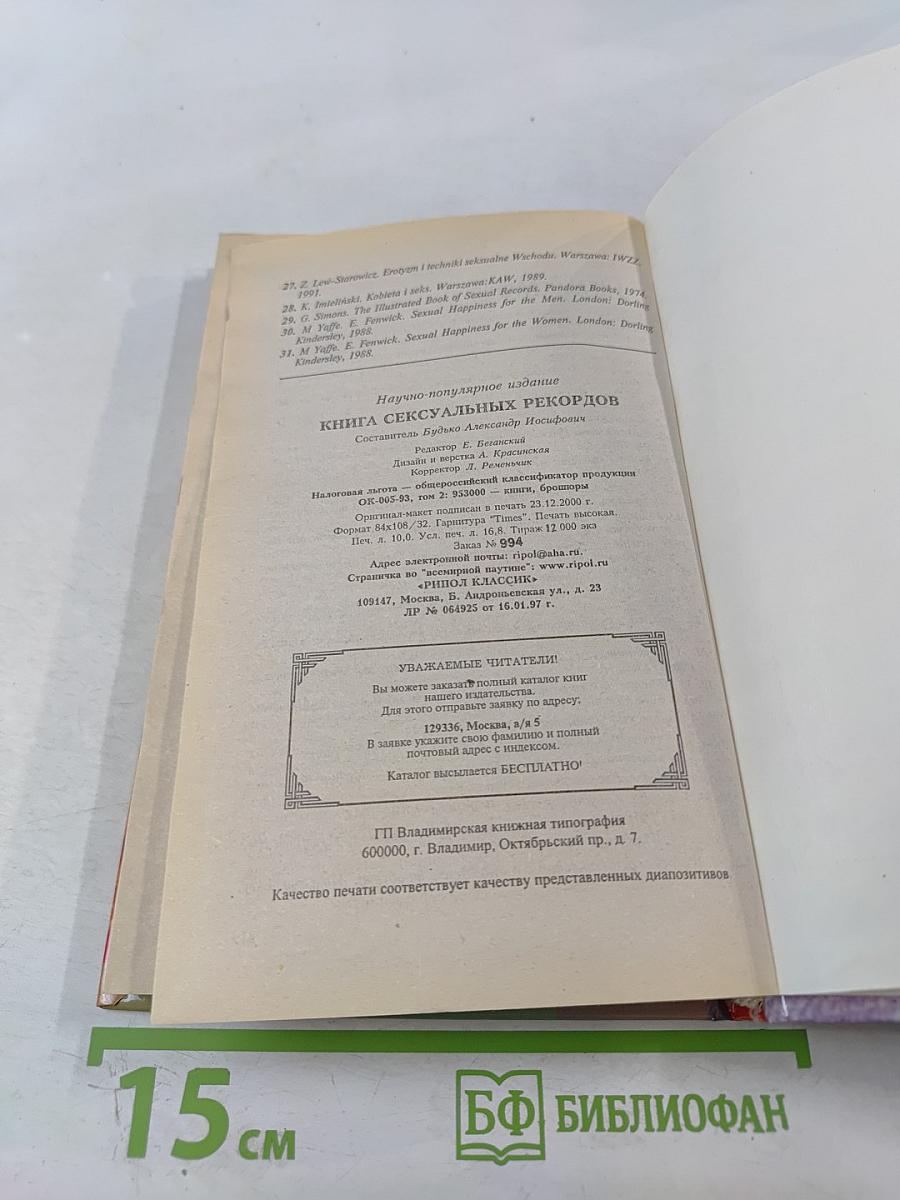 27. Z. Lew-Starowicz. Erotyzm i techniki seksualne Wschodu. Warszawa: IWZZ,
1991.
28. K. Imieliński. Kobieta i seks. Warszawa:KAW, 1989.
29. G. Simons. The Illustrated Book of Sexual Records. Pandora Books, 1974.
30. M Yaffe. E. Fenwick. Sexual Happiness for the Men. London: Dorling
Kindersley, 1988.
31. M Yaffe. E. Fenwick. Sexual Happiness for the Women. London: Dorling
Kindersley, 1988.
Научно-популярное издание
КНИГА СЕКСУАЛЬНЫХ РЕКОРДОВ
Составитель Будько Александр Иосифович
Редактор Е. Беганский
Дизайн и верстка А. Красинская
Корректор Л. Ременьчик
Налоговая льгота — общероссийский классификатор продукции
ОК-005-93, том 2: 953000 — книги, брошюры
Оригинал-макет подписан в печать 23.12.2000 г.
Формат 84х108/32. Гарнитура "Times". Печать высокая.
Печ. л. 10,0. Усл. печ. л. 16,8. Тираж 12 000 экз
Заказ № 994
Адрес электронной почты: ripol@aha.ru.
Страничка во "всемирной паутине": www.ripol.ru
«РИПОЛ КЛАССИК»
109147, Москва, Б. Андроньевская ул., д. 23
ЛР № 064925 от 16.01.97 г.
УВАЖАЕМЫЕ ЧИТАТЕЛИ!
Вы можете заказать полный каталог книг
нашего издательства.
Для этого отправьте заявку по адресу:
129336, Москва, а/я 5
В заявке укажите свою фамилию и полный
почтовый адрес с индексом.
Каталог высылается БЕСПЛАТНО!
ГП Владимирская книжная типография
600000, г. Владимир, Октябрьский пр., д. 7.
Качество печати соответствует качеству представленных диапозитивов
15 см
БФ БИБЛИОФАН